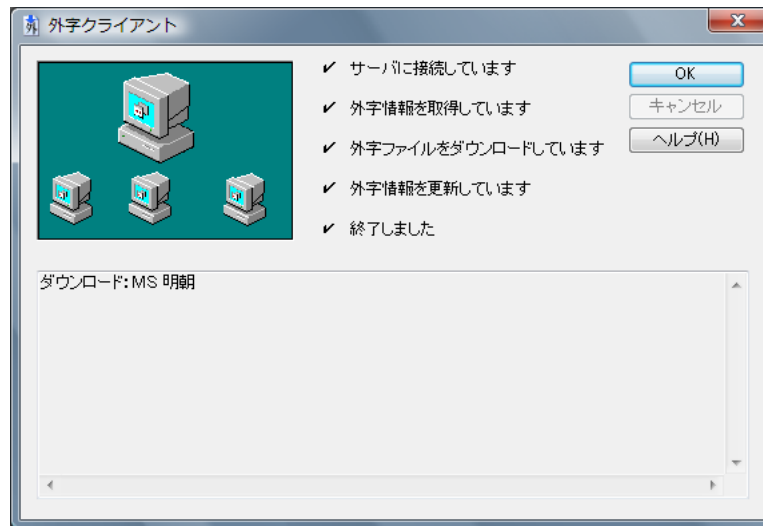 外字クライアント
✔ サーバに接続しています
✔ 外字情報を取得しています
✔ 外字ファイルをダウンロードしています
✔ 外字情報を更新しています
✔ 終了しました
OK
キャンセル
ヘルプ(H)
ダウンロード: MS 明朝